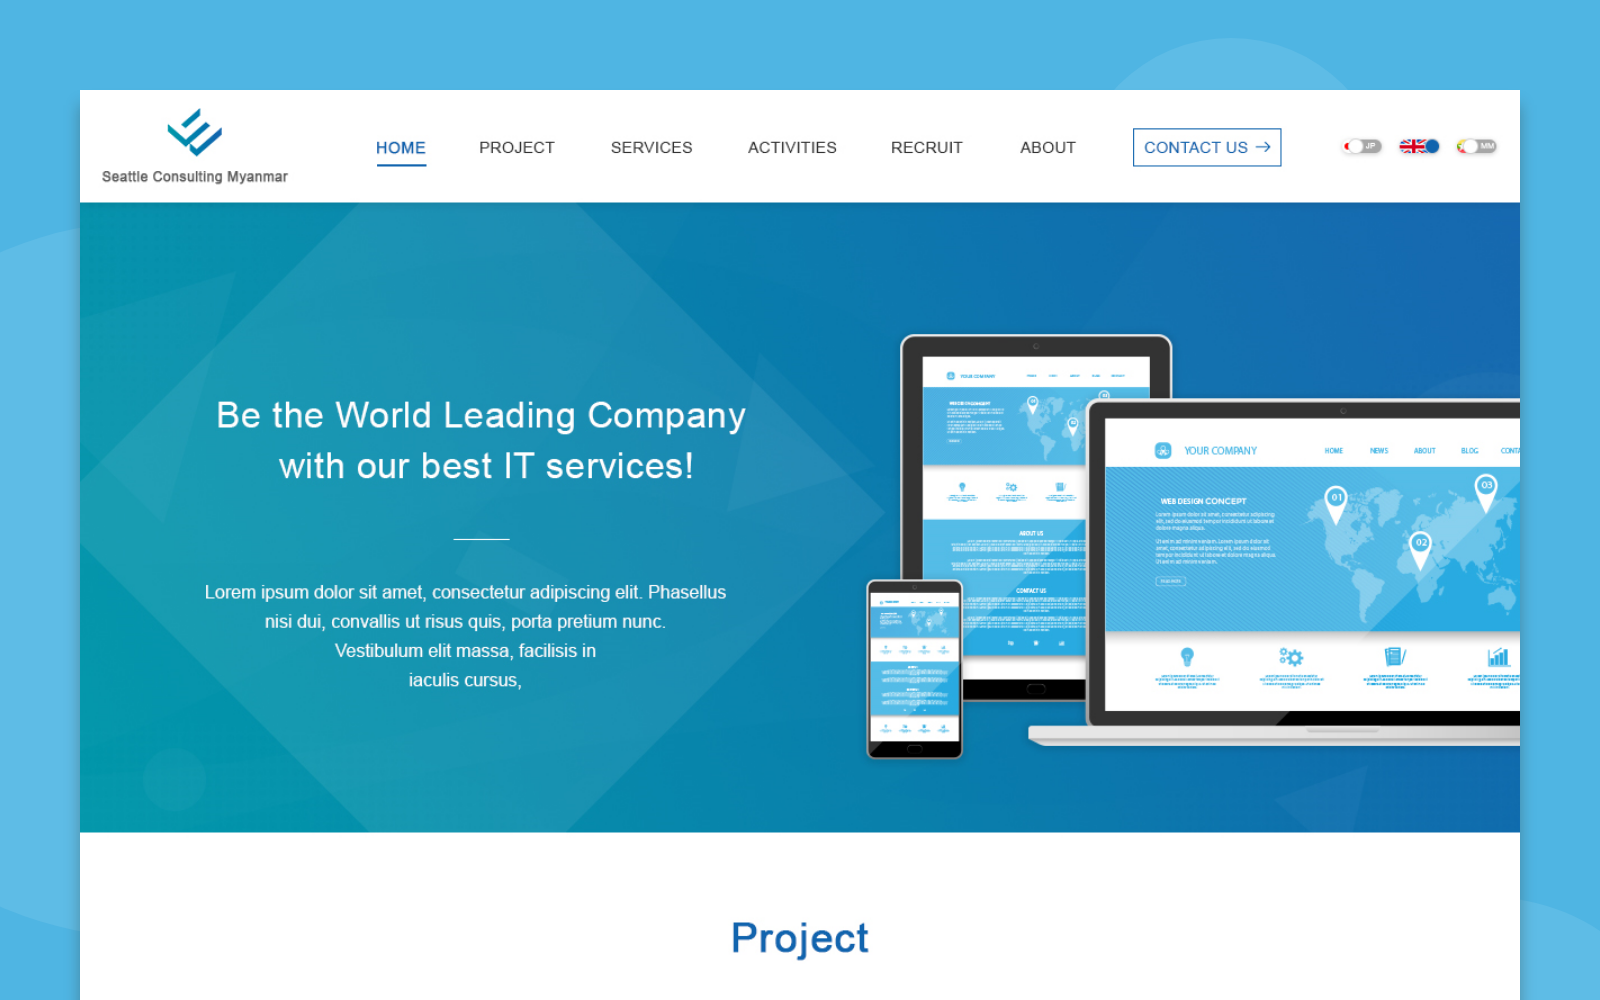 Seattle Consulting Myanmar
HOME
PROJECT
SERVICES
ACTIVITIES
RECRUIT
ABOUT
CONTACT US
JP
MM
Be the World Leading Company
with our best IT services!
Lorem ipsum dolor sit amet, consectetur adipiscing elit. Phasellus
nisi dui, convallis ut risus quis, porta pretium nunc.
Vestibulum elit massa, facilisis in
iaculis cursus,
YOUR COMPANY
ABOUT US
CONTACT US
YOUR COMPANY
HOME
NEWS
ABOUT
BLOG
CONTA
WEB DESIGN CONCEPT
01
02
03
Project